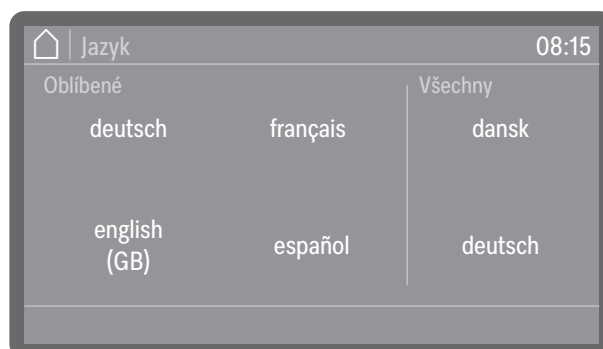 Jazyk 08:15
Oblíbené Všechny
deutsch français dansk
english
(GB) español deutsch